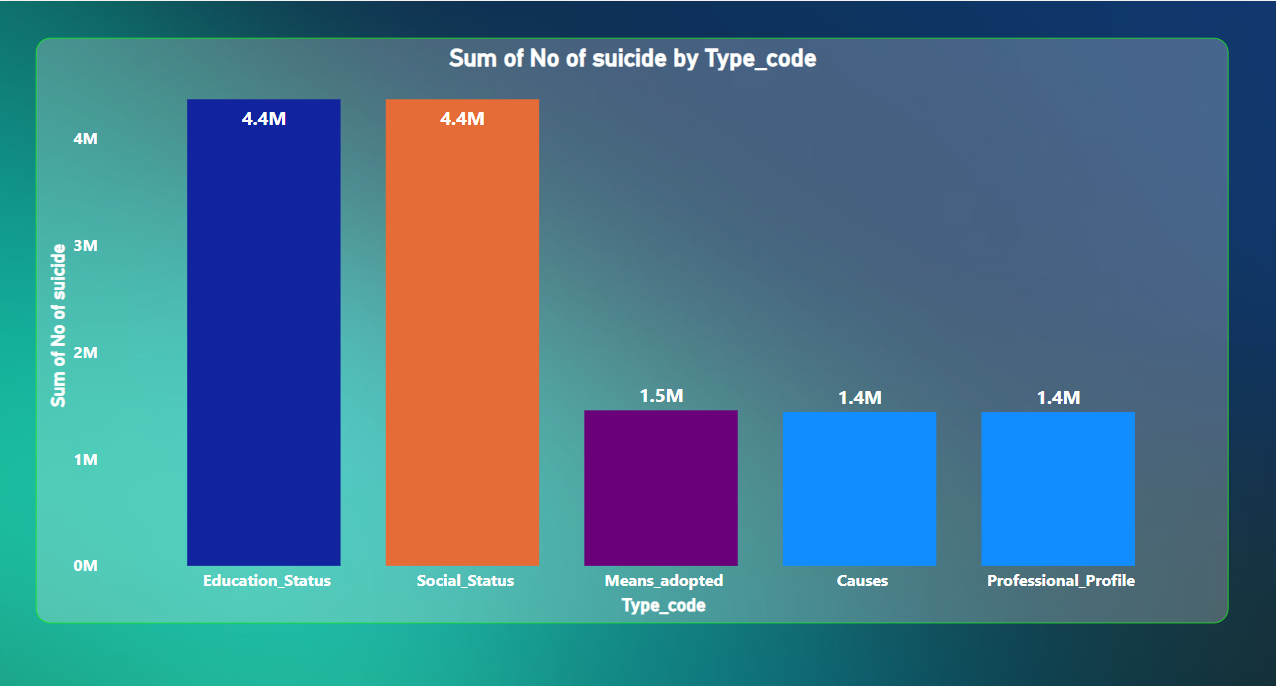 Sum of No of suicide by Type_code
Sum of No of suicide
4M
3M
2M
1M
0M
4.4M
4.4M
1.5M
1.4M
1.4M
Education_Status
Social_Status
Means_adopted
Causes
Professional_Profile
Type_code